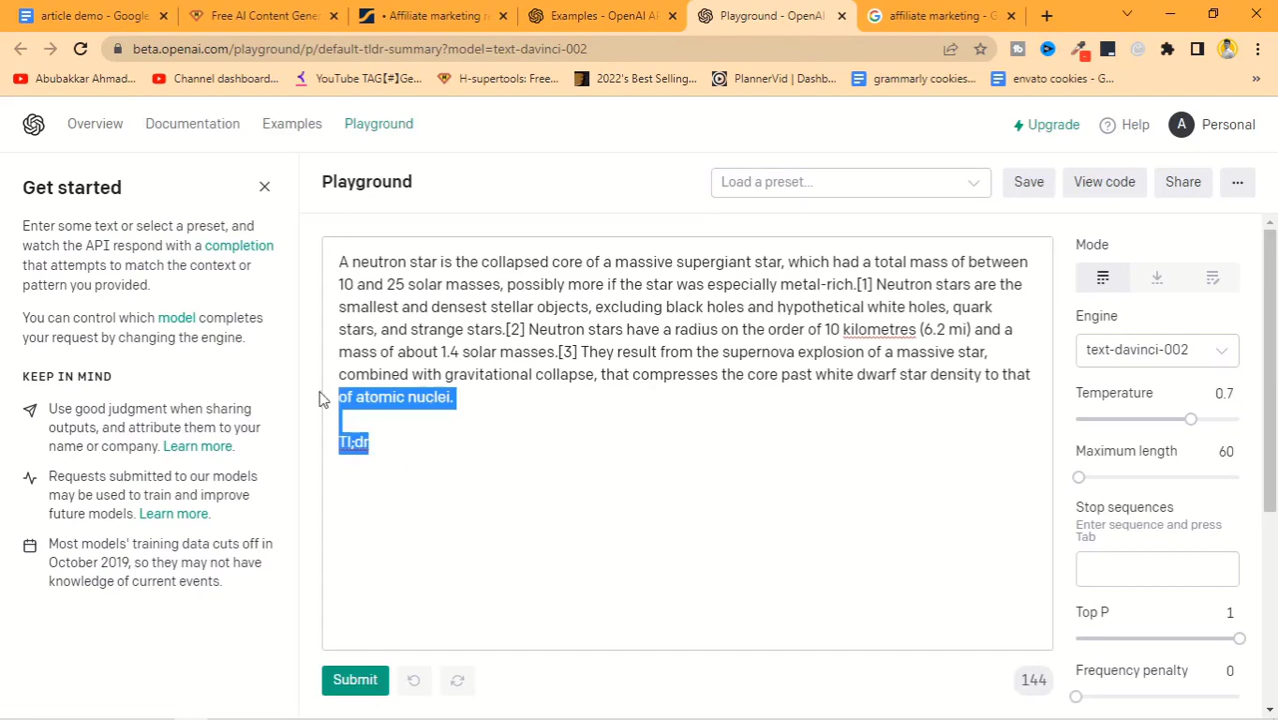 article demo - Google
Free AI Content Gene
• Affiliate marketing r
Examples - OpenAI AP
Playground - OpenAI
affiliate marketing - G
beta.openai.com/playground/p/default-tldr-summary?model=text-davinci-002
Abubakkar Ahmad...
Channel dashboard...
YouTube TAG[#]Ge...
H-supertools: Free...
2022's Best Selling...
PlannerVid | Dashb...
grammarly cookies...
envato cookies - G...
»
Overview
Documentation
Examples
Playground
Upgrade
Help
A
Personal
Get started
Enter some text or select a preset, and
watch the API respond with a completion
that attempts to match the context or
pattern you provided.
You can control which model completes
your request by changing the engine.
KEEP IN MIND
Use good judgment when sharing
outputs, and attribute them to your
name or company. Learn more.
Requests submitted to our models
may be used to train and improve
future models. Learn more.
Most models' training data cuts off in
October 2019, so they may not have
knowledge of current events.
Playground
Load a preset...
Save
View code
Share
...
A neutron star is the collapsed core of a massive supergiant star, which had a total mass of between
10 and 25 solar masses, possibly more if the star was especially metal-rich.[1] Neutron stars are the
smallest and densest stellar objects, excluding black holes and hypothetical white holes, quark
stars, and strange stars.[2] Neutron stars have a radius on the order of 10 kilometres (6.2 mi) and a
mass of about 1.4 solar masses.[3] They result from the supernova explosion of a massive star,
combined with gravitational collapse, that compresses the core past white dwarf star density to that
of atomic nuclei.
Tl;dr
Submit
144
Mode
Engine
text-davinci-002
Temperature 0.7
Maximum length 60
Stop sequences
Enter sequence and press
Tab
Top P 1
Frequency penalty 0